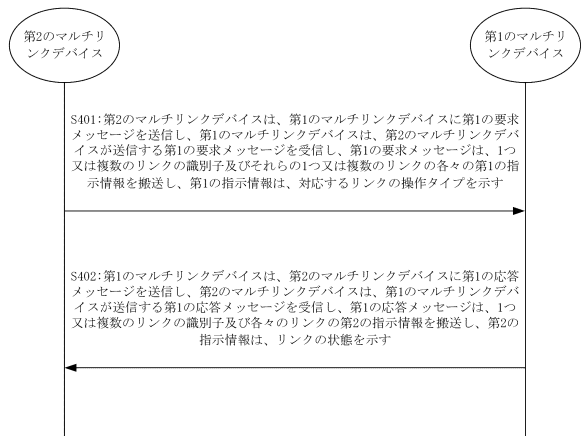 第2のマルチリ
ンクデバイス
第1のマルチリ
ンクデバイス
S401:第2のマルチリンクデバイスは、第1のマルチリンクデバイスに第1の要求
メッセージを送信し、第1のマルチリンクデバイスは、第2のマルチリンクデバ
イスが送信する第1の要求メッセージを受信し、第1の要求メッセージは、1つ
又は複数のリンクの識別子及びそれらの1つ又は複数のリンクの各々の第1の指
示情報を搬送し、第1の指示情報は、対応するリンクの操作タイプを示す
S402:第1のマルチリンクデバイスは、第2のマルチリンクデバイスに第1の応答
メッセージを送信し、第2のマルチリンクデバイスは、第1のマルチリンクデバ
イスが送信する第1の応答メッセージを受信し、第1の応答メッセージは、1つ
又は複数のリンクの識別子及び各々のリンクの第2の指示情報を搬送し、第2の
指示情報は、リンクの状態を示す